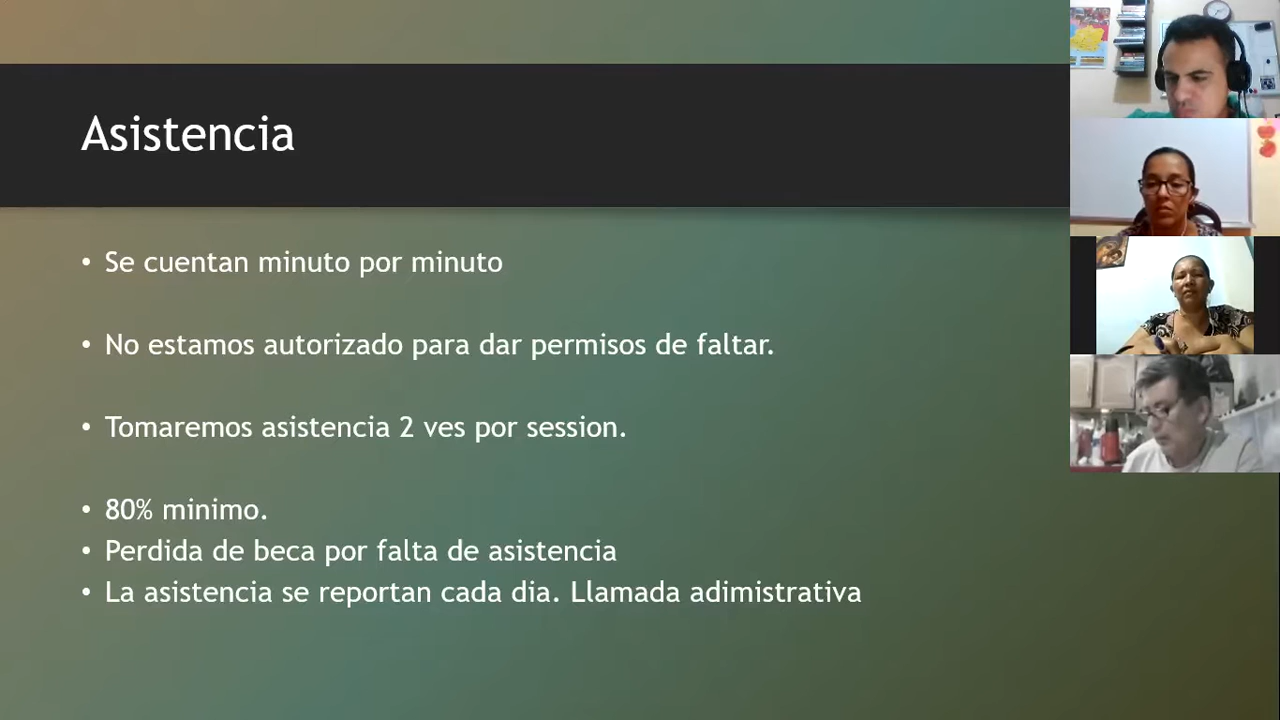 Asistencia
• Se cuentan minuto por minuto
• No estamos autorizado para dar permisos de faltar.
• Tomaremos asistencia 2 ves por session.
• 80% minimo.
• Perdida de beca por falta de asistencia
• La asistencia se reportan cada dia. Llamada adimistrativa